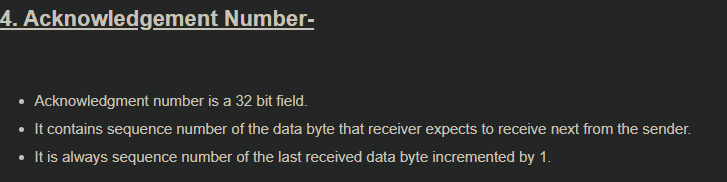 4. Acknowledgement Number-
• Acknowledgment number is a 32 bit field.
• It contains sequence number of the data byte that receiver expects to receive next from the sender.
• It is always sequence number of the last received data byte incremented by 1.